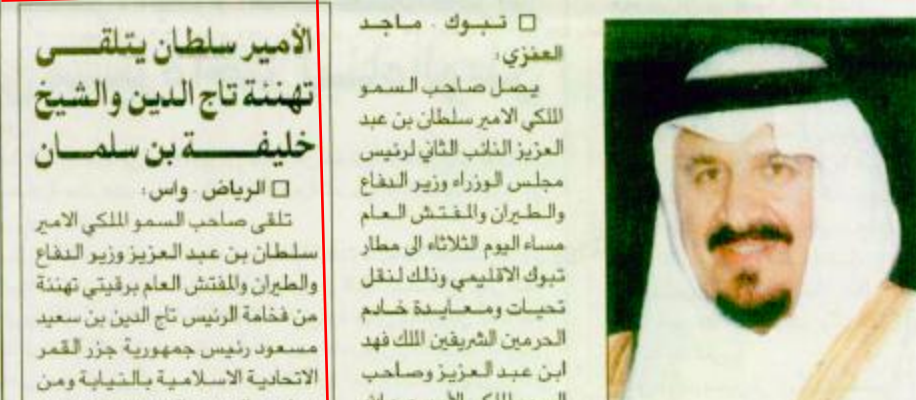 □ تبوك - ماجد
العنزي:
يصل صاحب السمو
الملكي الامير سلطان بن عبد
العزيز النائب الثاني لرئيس
مجلس الوزراء وزير الدفاع
والطيران والمفتش العام
مساء اليوم الثلاثاء الى مطار
تبوك الاقليمي وذلك لنقل
تحيات ومعايدة خادم
الحرمين الشريفين الملك فهد
ابن عبد العزيز وصاحب
الأمير سلطان يتلقى
تهنئة تاج الدين والشيخ
خليفة بن سلمان
□ الرياض - واس:
تلقى صاحب السمو الملكي الامير
سلطان بن عبد العزيز وزير الدفاع
والطيران والمفتش العام برقيتي تهنئة
من فخامة الرئيس تاج الدين بن سعيد
مسعود رئيس جمهورية جزر القمر
الاتحادية الاسلامية بالنيابة ومن